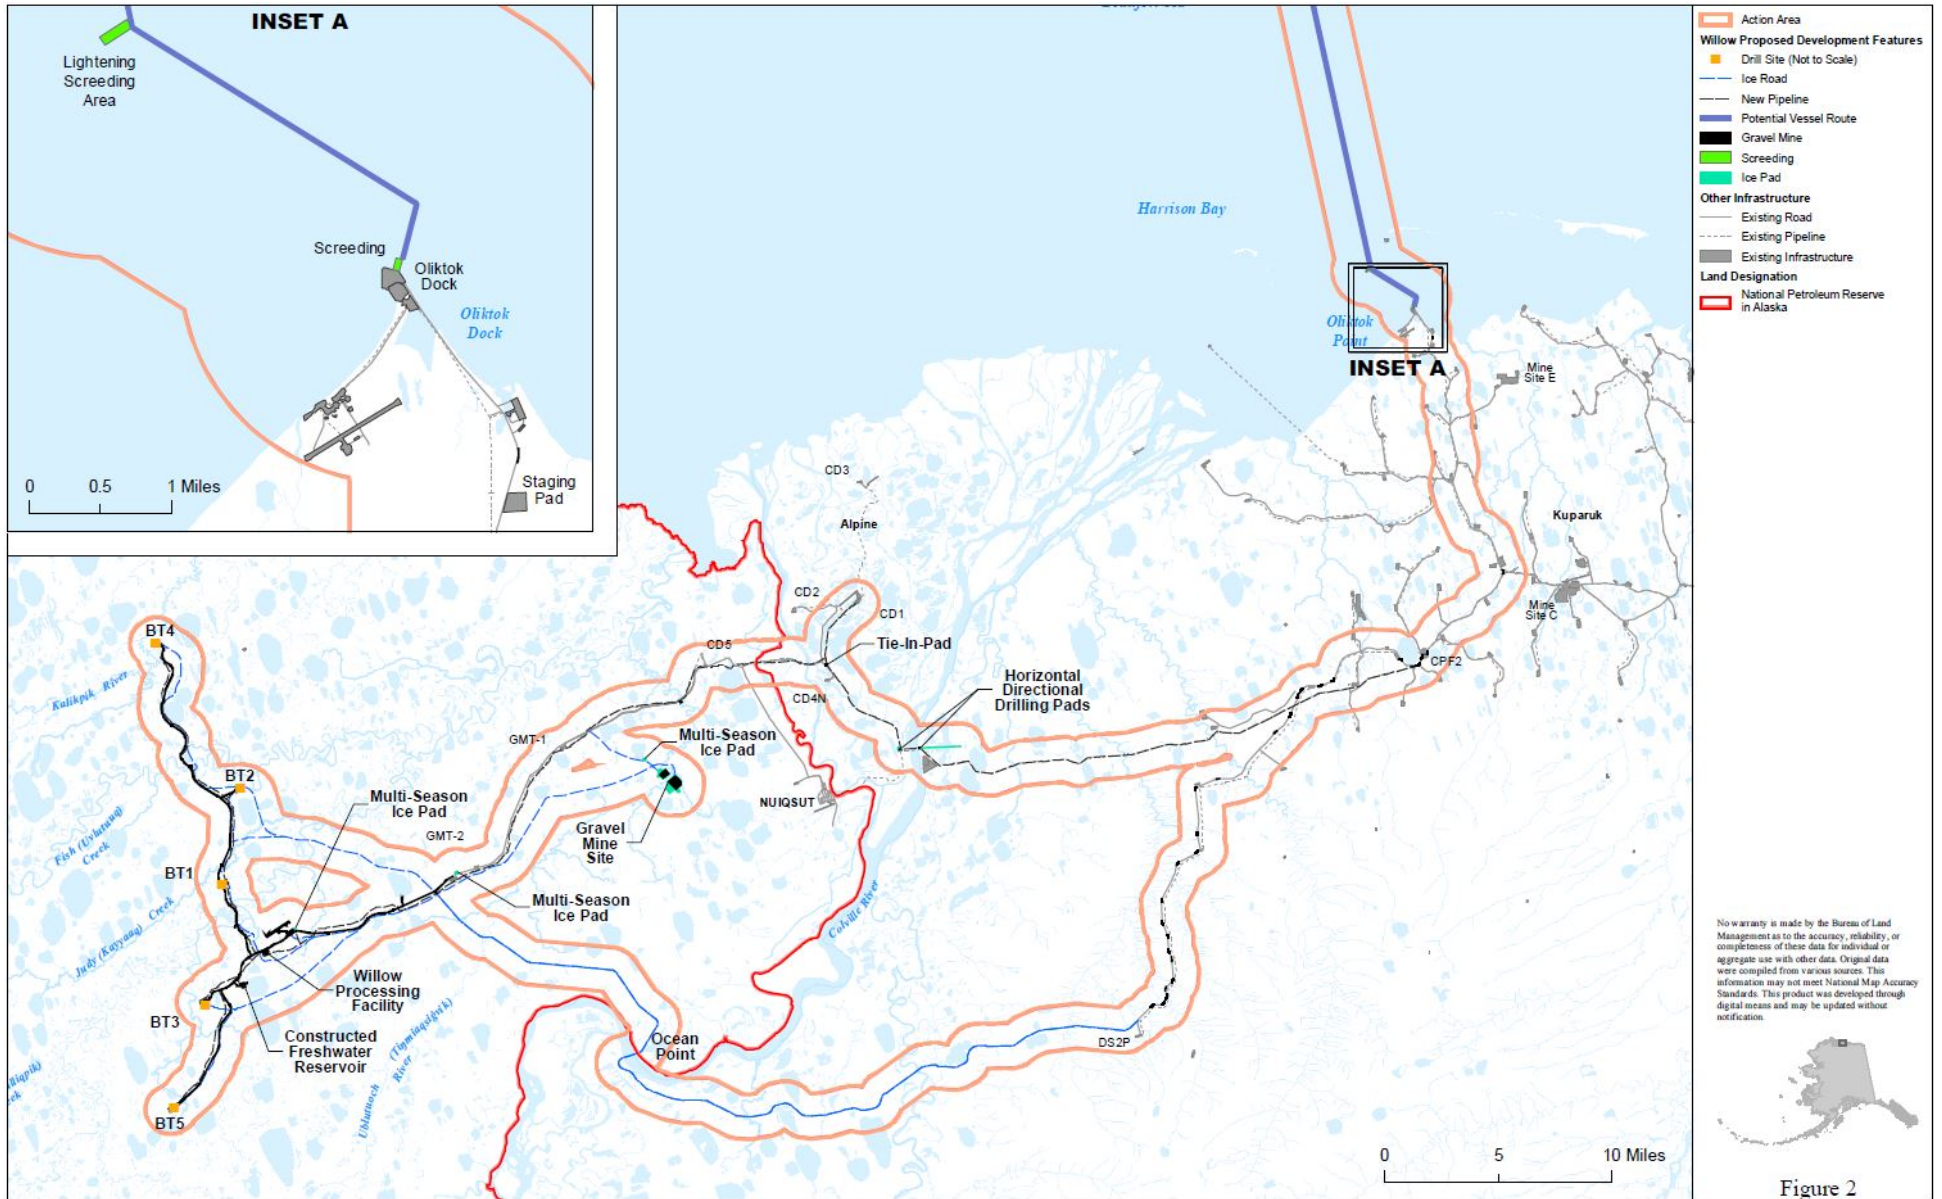 INSET A
Lightening
Screeding
Area
Screeding
Oliktok
Dock
Oliktok
Dock
Staging
Pad
0 0.5 1 Miles
Harrison Bay
Oliktok
Point
INSET A
Mine
Site E
Kuparuk
Mine
Site C
CPF2
CD3
Alpine
CD2
CD1
CD5
Tie-In-Pad
CD4N
Horizontal
Directional
Drilling Pads
BT4
Kalikpik River
GMT-1
Multi-Season
Ice Pad
NUIQSUT
BT2
Multi-Season
Ice Pad
GMT-2
Gravel
Mine
Site
Fish (Uvlutuuq)
Creek
BT1
Multi-Season
Ice Pad
Colville River
Judy (Kayyaaq) Creek
Willow
Processing
Facility
BT3
Constructed
Freshwater
Reservoir
Ublutuoch (Tiŋmiaqsiġvik)
River
Ocean
Point
DS2P
BT5
0 5 10 Miles
Action Area
Willow Proposed Development Features
Drill Site (Not to Scale)
Ice Road
New Pipeline
Potential Vessel Route
Gravel Mine
Screeding
Ice Pad
Other Infrastructure
Existing Road
Existing Pipeline
Existing Infrastructure
Land Designation
National Petroleum Reserve
in Alaska
No warranty is made by the Bureau of Land
Management as to the accuracy, reliability, or
completeness of these data for individual or
aggregate use with other data. Original data
were compiled from various sources. This
information may not meet National Map Accuracy
Standards. This product was developed through
digital means and may be updated without
notification.
Figure 2